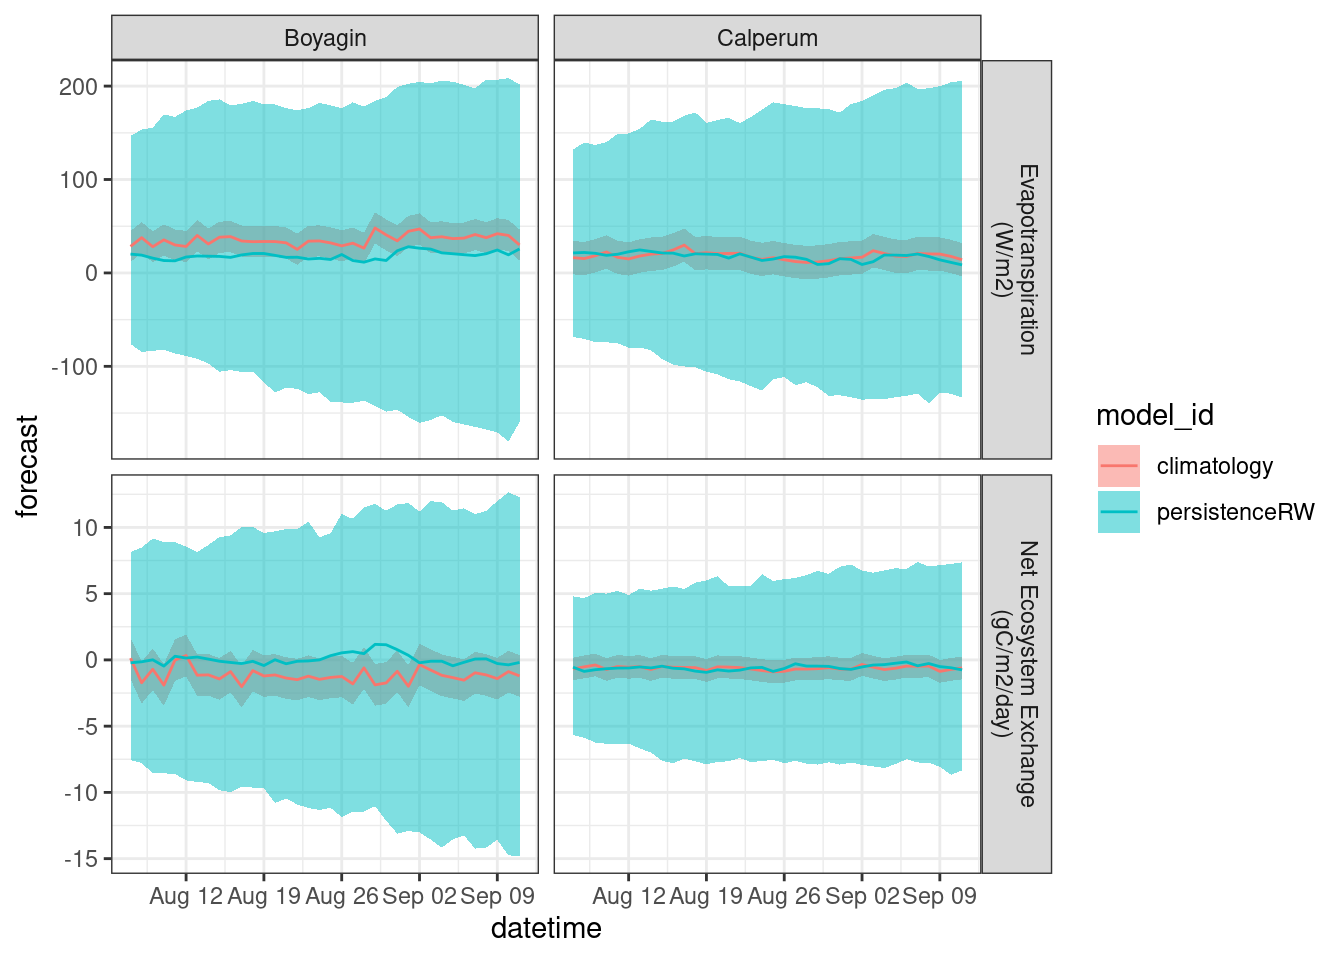 Boyagin
Calperum
200
100
0
-100
Evapotranspiration
(W/m2)
10
5
0
-5
-10
-15
Net Ecosystem Exchange
(gC/m2/day)
forecast
Aug 12 Aug 19 Aug 26 Sep 02 Sep 09
Aug 12 Aug 19 Aug 26 Sep 02 Sep 09
datetime
model_id
climatology
persistenceRW